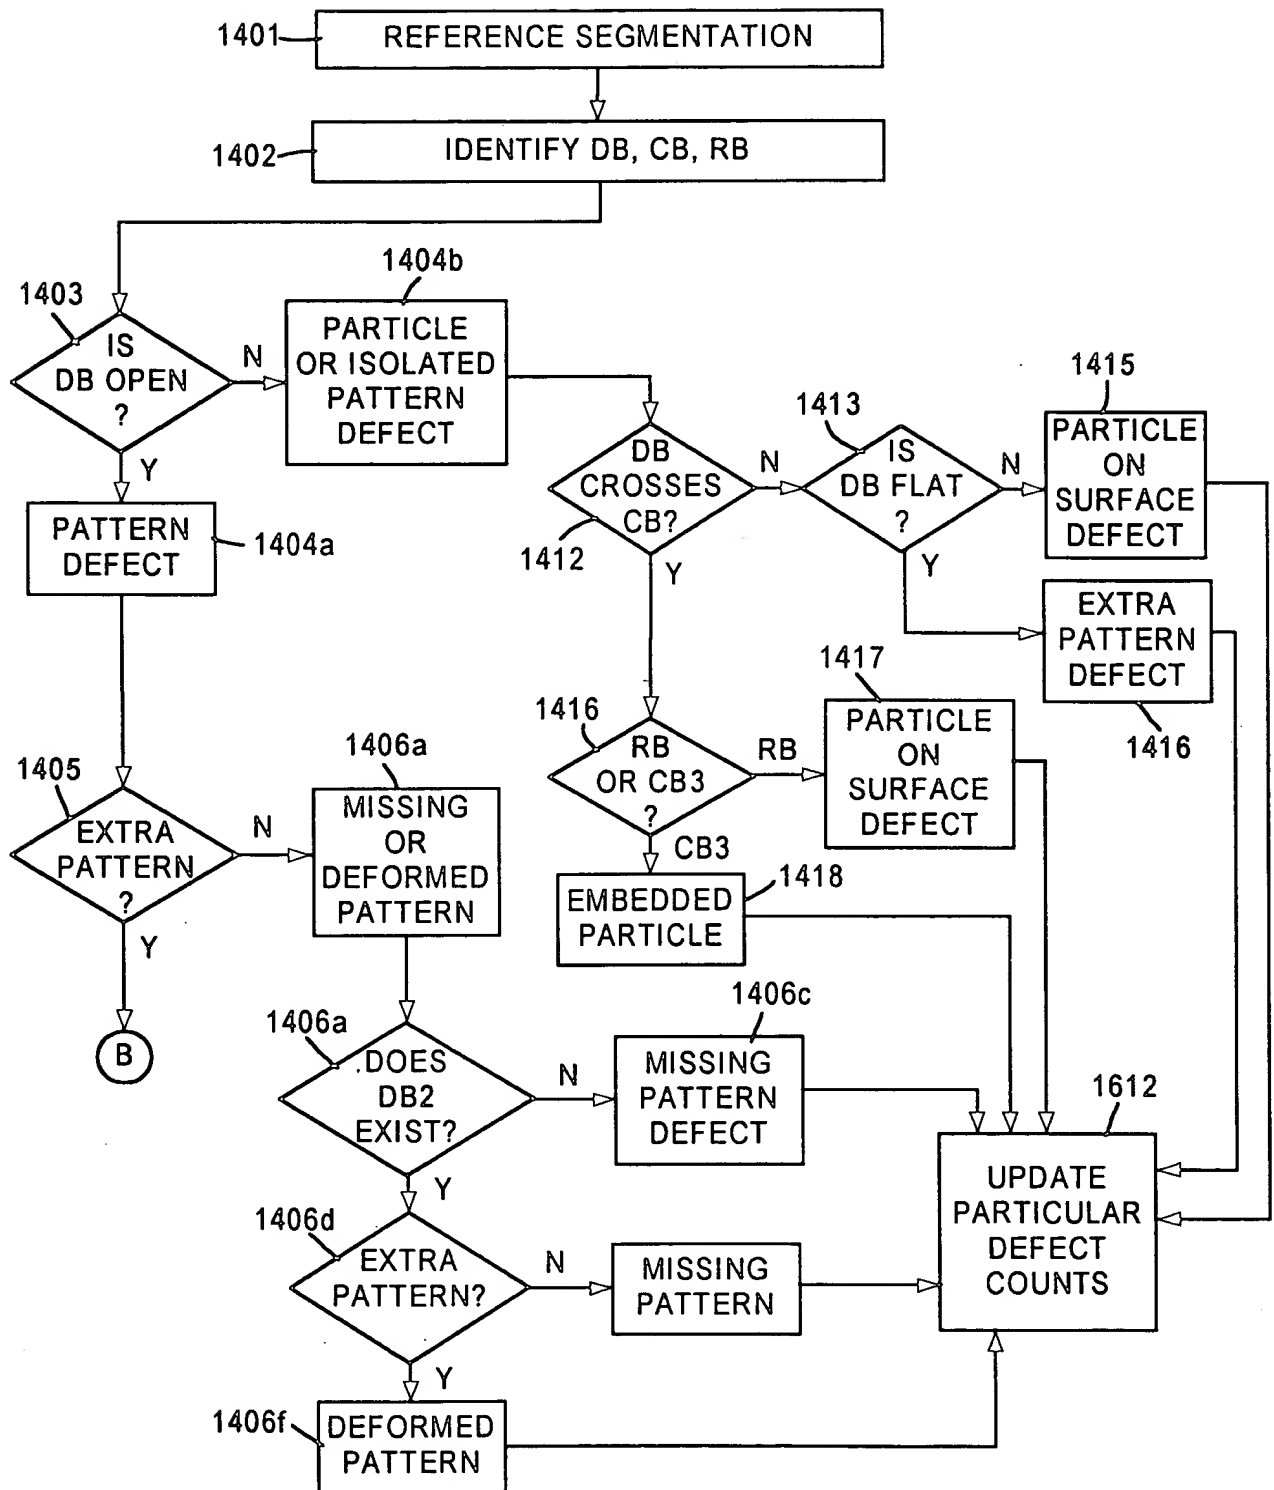 1401
REFERENCE SEGMENTATION
1402
IDENTIFY DB, CB, RB
1403
IS
DB OPEN
?
N
Y
1404b
PARTICLE
OR ISOLATED
PATTERN
DEFECT
PATTERN
DEFECT
1404a
DB
CROSSES
CB?
1412
N
Y
1413
IS
DB FLAT
?
N
Y
1415
PARTICLE
ON
SURFACE
DEFECT
EXTRA
PATTERN
DEFECT
1416
1416
RB
OR CB3
?
RB
CB3
1417
PARTICLE
ON
SURFACE
DEFECT
1418
EMBEDDED
PARTICLE
1405
EXTRA
PATTERN
?
N
Y
B
1406a
MISSING
OR
DEFORMED
PATTERN
1406a
DOES
DB2
EXIST?
N
Y
1406c
MISSING
PATTERN
DEFECT
1406d
EXTRA
PATTERN?
N
Y
MISSING
PATTERN
1406f
DEFORMED
PATTERN
1612
UPDATE
PARTICULAR
DEFECT
COUNTS